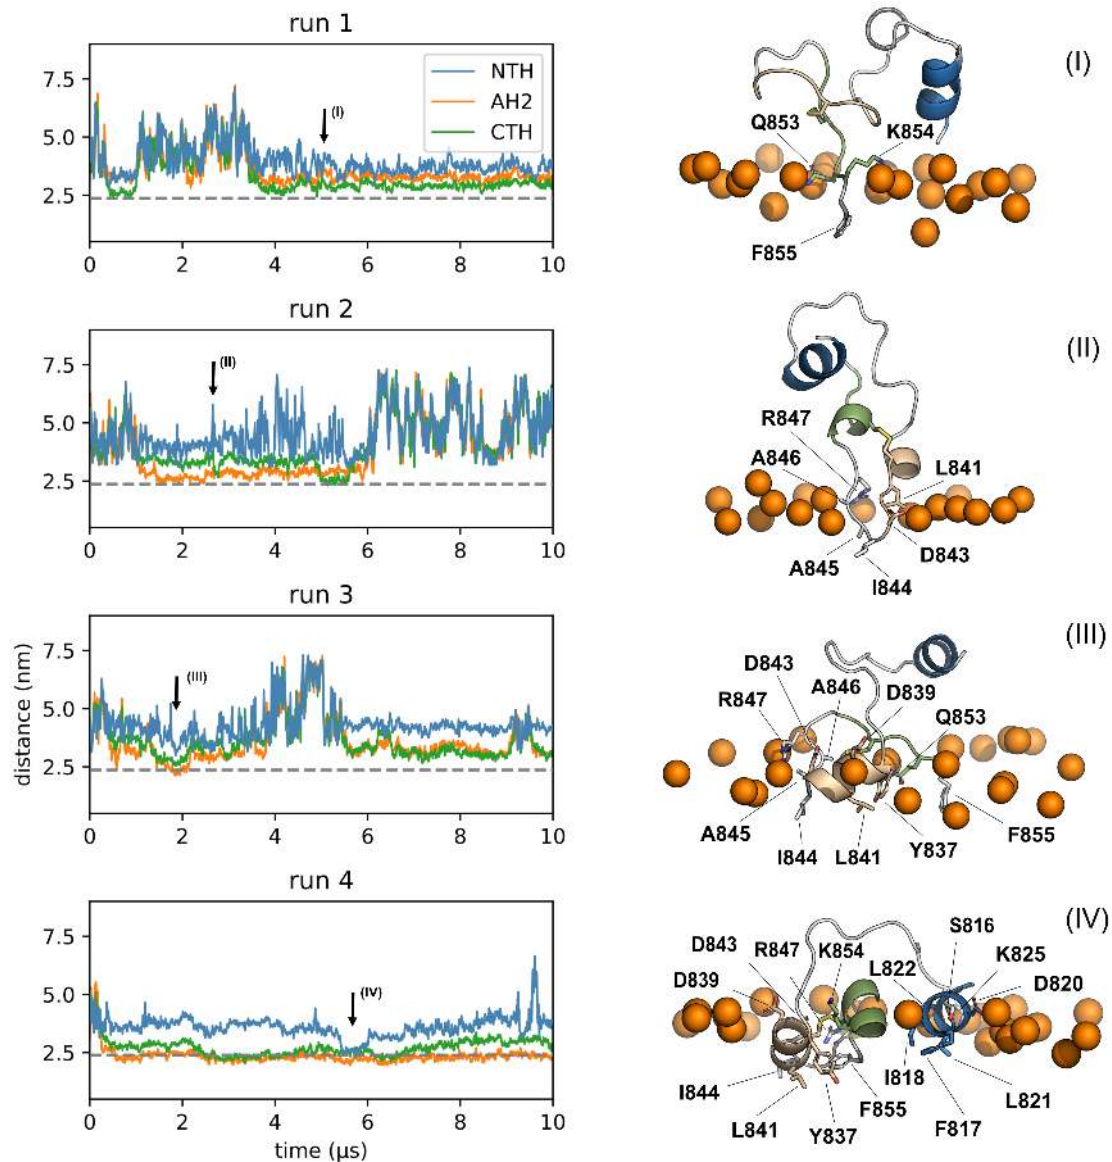 run 1
7.5
5.0
2.5
0 2 4 6 8 10
NTH
AH2
CTH
(I)
run 2
7.5
5.0
2.5
0 2 4 6 8 10
(II)
run 3
7.5
5.0
2.5
0 2 4 6 8 10
(III)
distance (nm)
run 4
7.5
5.0
2.5
0 2 4 6 8 10
(IV)
time (μs)
(I)
Q853
K854
F855
(II)
R847
A846
L841
A845
D843
I844
(III)
D843
A846
D839
R847
Q853
A845
I844
L841
Y837
F855
(IV)
S816
D843
R847
K854
L822
K825
D839
D820
I844
I818
L821
L841
F855
Y837
F817